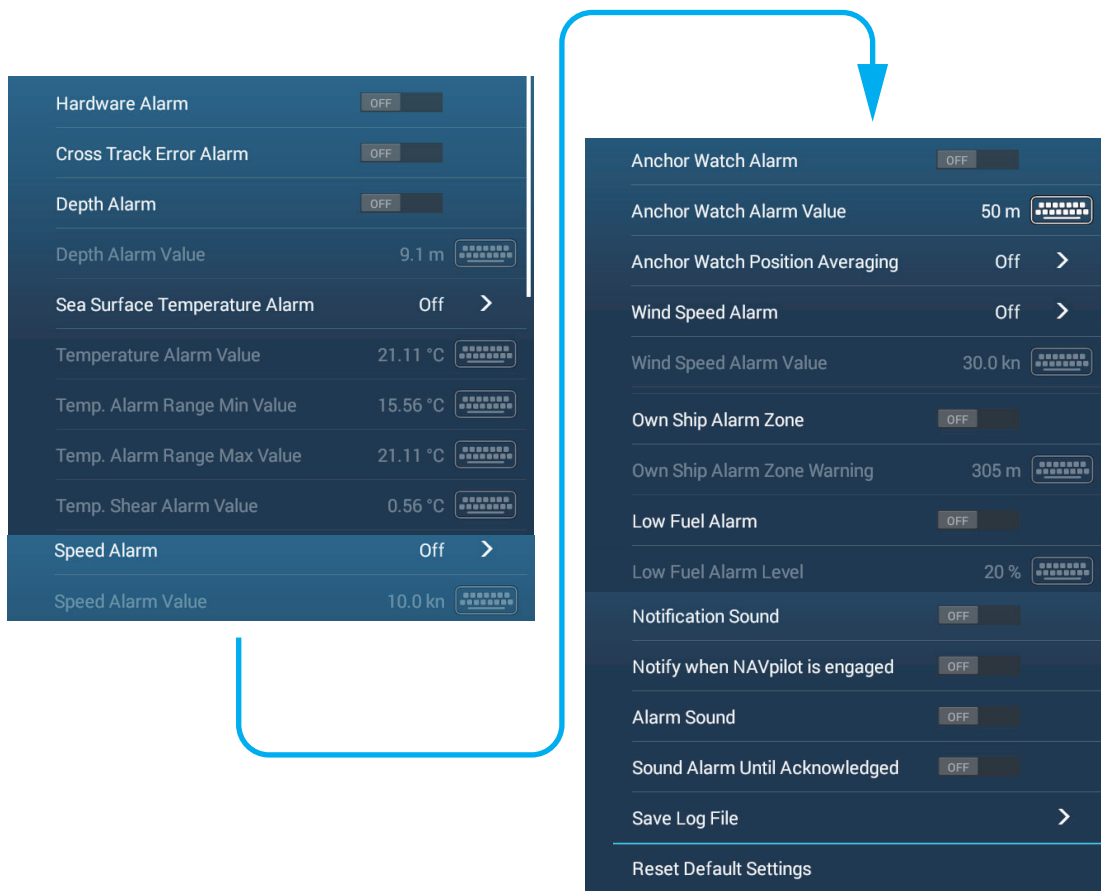 Hardware Alarm OFF
Cross Track Error Alarm OFF
Depth Alarm OFF
Depth Alarm Value 9.1 m
Sea Surface Temperature Alarm Off
Temperature Alarm Value 21.11 °C
Temp. Alarm Range Min Value 15.56 °C
Temp. Alarm Range Max Value 21.11 °C
Temp. Shear Alarm Value 0.56 °C
Speed Alarm Off
Speed Alarm Value 10.0 kn
Anchor Watch Alarm OFF
Anchor Watch Alarm Value 50 m
Anchor Watch Position Averaging Off
Wind Speed Alarm Off
Wind Speed Alarm Value 30.0 kn
Own Ship Alarm Zone OFF
Own Ship Alarm Zone Warning 305 m
Low Fuel Alarm OFF
Low Fuel Alarm Level 20 %
Notification Sound OFF
Notify when NAVpilot is engaged OFF
Alarm Sound OFF
Sound Alarm Until Acknowledged OFF
Save Log File
Reset Default Settings